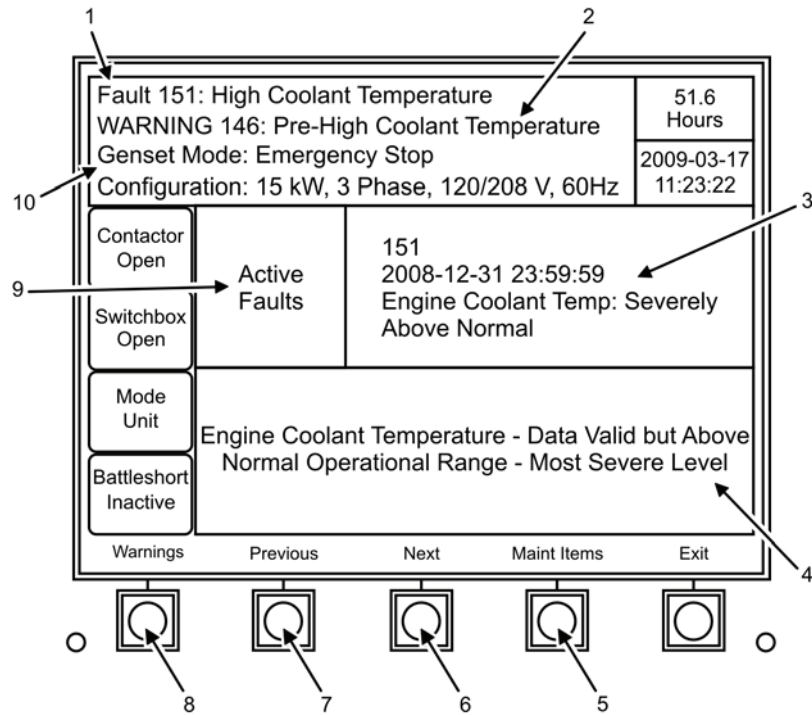 1
2
Fault 151: High Coolant Temperature
WARNING 146: Pre-High Coolant Temperature
Genset Mode: Emergency Stop
Configuration: 15 kW, 3 Phase, 120/208 V, 60Hz
51.6
Hours
2009-03-17
11:23:22
10
3
Contactor
Open
Switchbox
Open
9
Active
Faults
151
2008-12-31 23:59:59
Engine Coolant Temp: Severely
Above Normal
Mode
Unit
Battleshort
Inactive
Engine Coolant Temperature - Data Valid but Above
Normal Operational Range - Most Severe Level
4
Warnings
Previous
Next
Maint Items
Exit
8
7
6
5